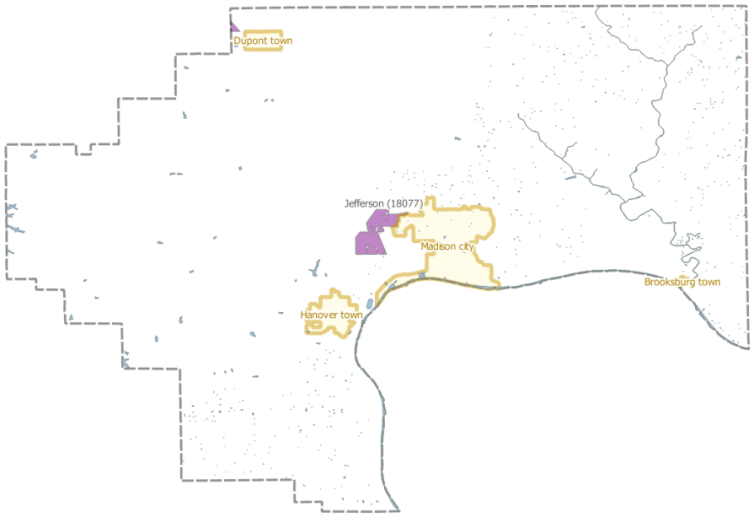 Dupont town
Jefferson (18077)
Madison city
Brooksburg town
Hanover town